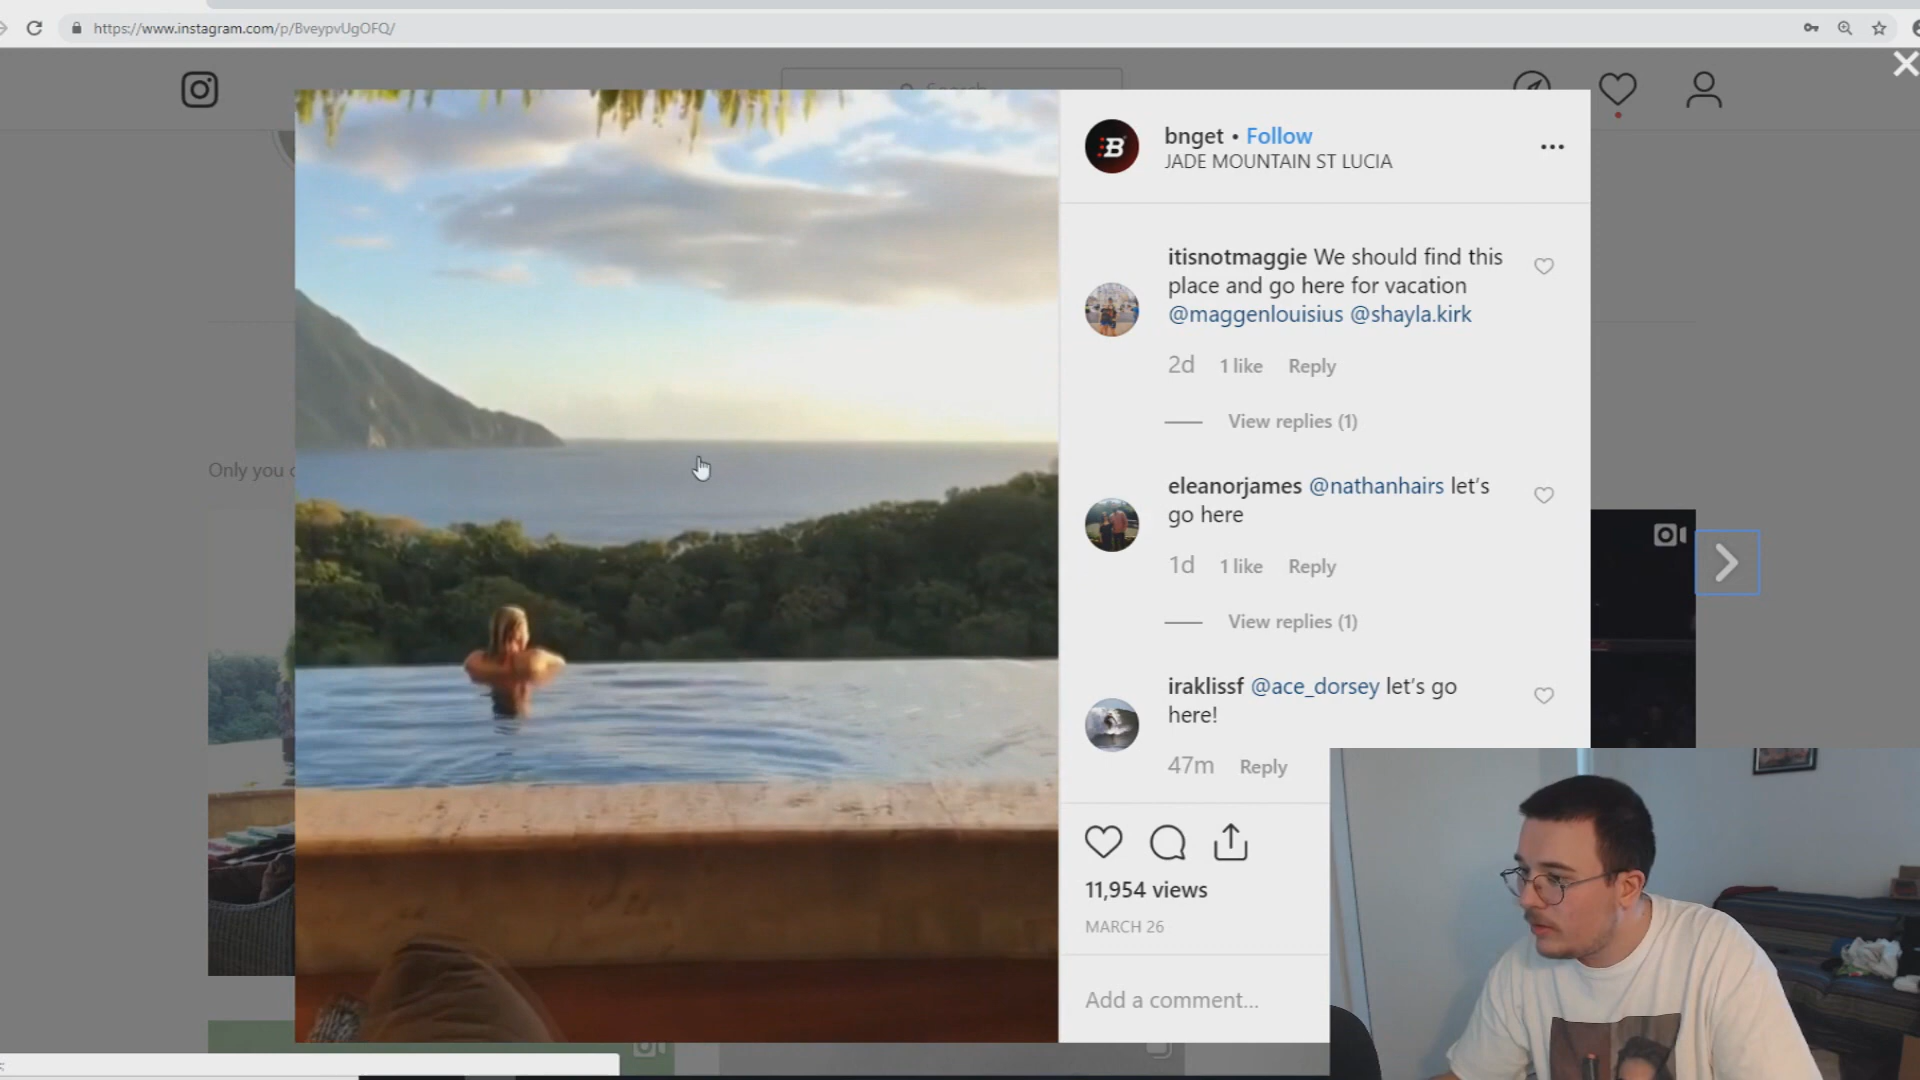 https://www.instagram.com/p/BveypvUgOFQ/
Search
B
bnget • Follow
JADE MOUNTAIN ST LUCIA
itisnotmaggie We should find this
place and go here for vacation
@maggenlouisius @shayla.kirk
2d 1 like Reply
View replies (1)
Only you
eleanorjames @nathanhairs let's
go here
1d 1 like Reply
View replies (1)
iraklissf @ace_dorsey let's go
here!
47m Reply
11,954 views
MARCH 26
Add a comment...